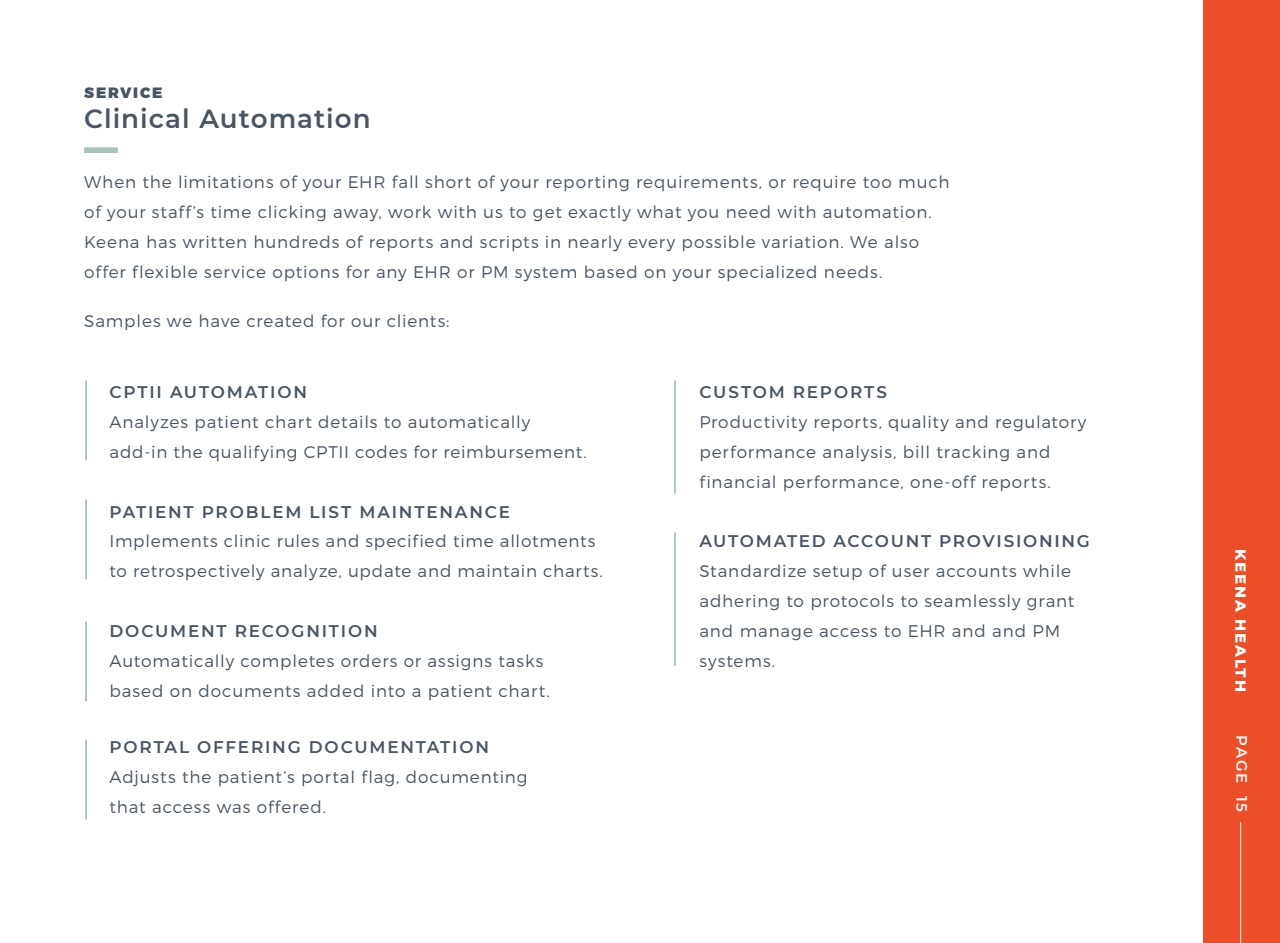 SERVICE
Clinical Automation
When the limitations of your EHR fall short of your reporting requirements, or require too much
of your staff’s time clicking away, work with us to get exactly what you need with automation.
Keena has written hundreds of reports and scripts in nearly every possible variation. We also
offer flexible service options for any EHR or PM system based on your specialized needs.
Samples we have created for our clients:
CPTII AUTOMATION
Analyzes patient chart details to automatically
add-in the qualifying CPTII codes for reimbursement.
PATIENT PROBLEM LIST MAINTENANCE
Implements clinic rules and specified time allotments
to retrospectively analyze, update and maintain charts.
DOCUMENT RECOGNITION
Automatically completes orders or assigns tasks
based on documents added into a patient chart.
PORTAL OFFERING DOCUMENTATION
Adjusts the patient’s portal flag, documenting
that access was offered.
CUSTOM REPORTS
Productivity reports, quality and regulatory
performance analysis, bill tracking and
financial performance, one-off reports.
AUTOMATED ACCOUNT PROVISIONING
Standardize setup of user accounts while
adhering to protocols to seamlessly grant
and manage access to EHR and and PM
systems.
KEENA HEALTH PAGE 15